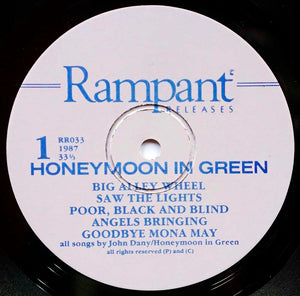 Rampant
RELEASES
1
RR033
1987
33⅓
HONEYMOON IN GREEN
BIG ALLEY WHEEL
SAW THE LIGHTS
POOR, BLACK AND BLIND
ANGELS BRINGING
GOODBYE MONA MAY
all songs by John Dany/Honeymoon in Green
all rights reserved (P) and (C)